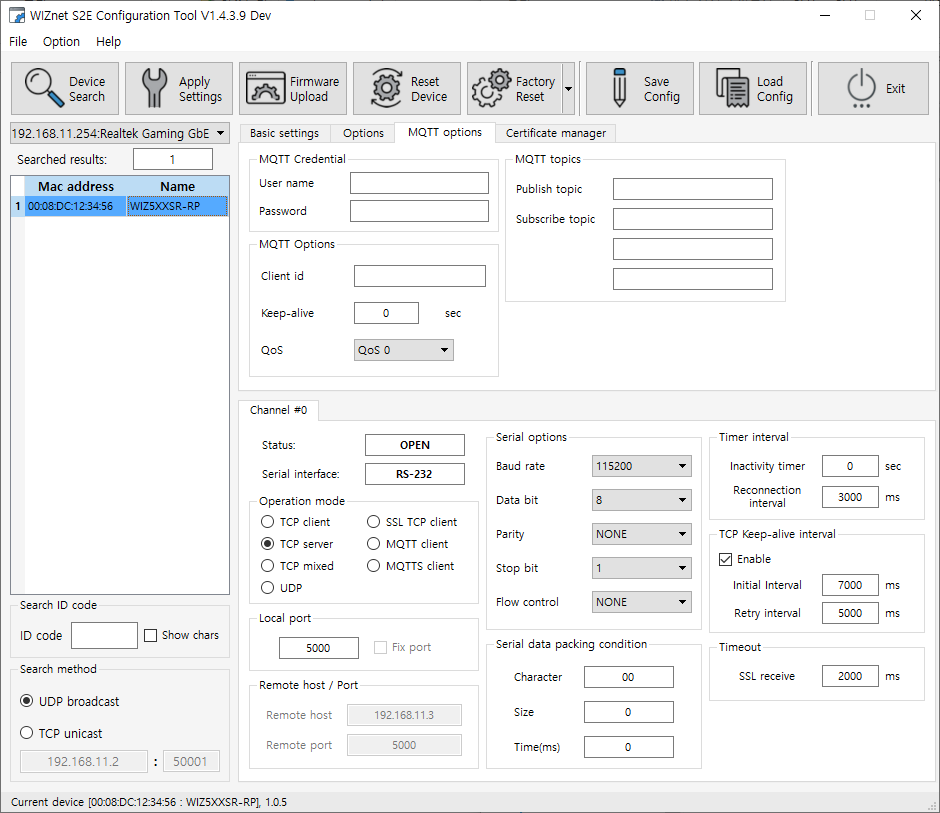 WIZnet S2E Configuration Tool V1.4.3.9 Dev
File Option Help
Device Search
Apply Settings
Firmware Upload
Reset Device
Factory Reset
Save Config
Load Config
Exit
192.168.11.254:Realtek Gaming GbE
Searched results: 1
Mac address Name
1 00:08:DC:12:34:56 WIZ5XXSR-RP
Search ID code
ID code Show chars
Search method
UDP broadcast
TCP unicast
192.168.11.2 : 50001
Basic settings Options MQTT options Certificate manager
MQTT Credential
User name
Password
MQTT Options
Client id
Keep-alive 0 sec
QoS QoS 0
MQTT topics
Publish topic
Subscribe topic
Channel #0
Status: OPEN
Serial interface: RS-232
Operation mode
TCP client SSL TCP client
TCP server MQTT client
TCP mixed MQTTS client
UDP
Local port
5000 Fix port
Remote host / Port
Remote host 192.168.11.3
Remote port 5000
Serial options
Baud rate 115200
Data bit 8
Parity NONE
Stop bit 1
Flow control NONE
Serial data packing condition
Character 00
Size 0
Time(ms) 0
Timer interval
Inactivity timer 0 sec
Reconnection
interval 3000 ms
TCP Keep-alive interval
Enable
Initial Interval 7000 ms
Retry interval 5000 ms
Timeout
SSL receive 2000 ms
Current device [00:08:DC:12:34:56 : WIZ5XXSR-RP], 1.0.5